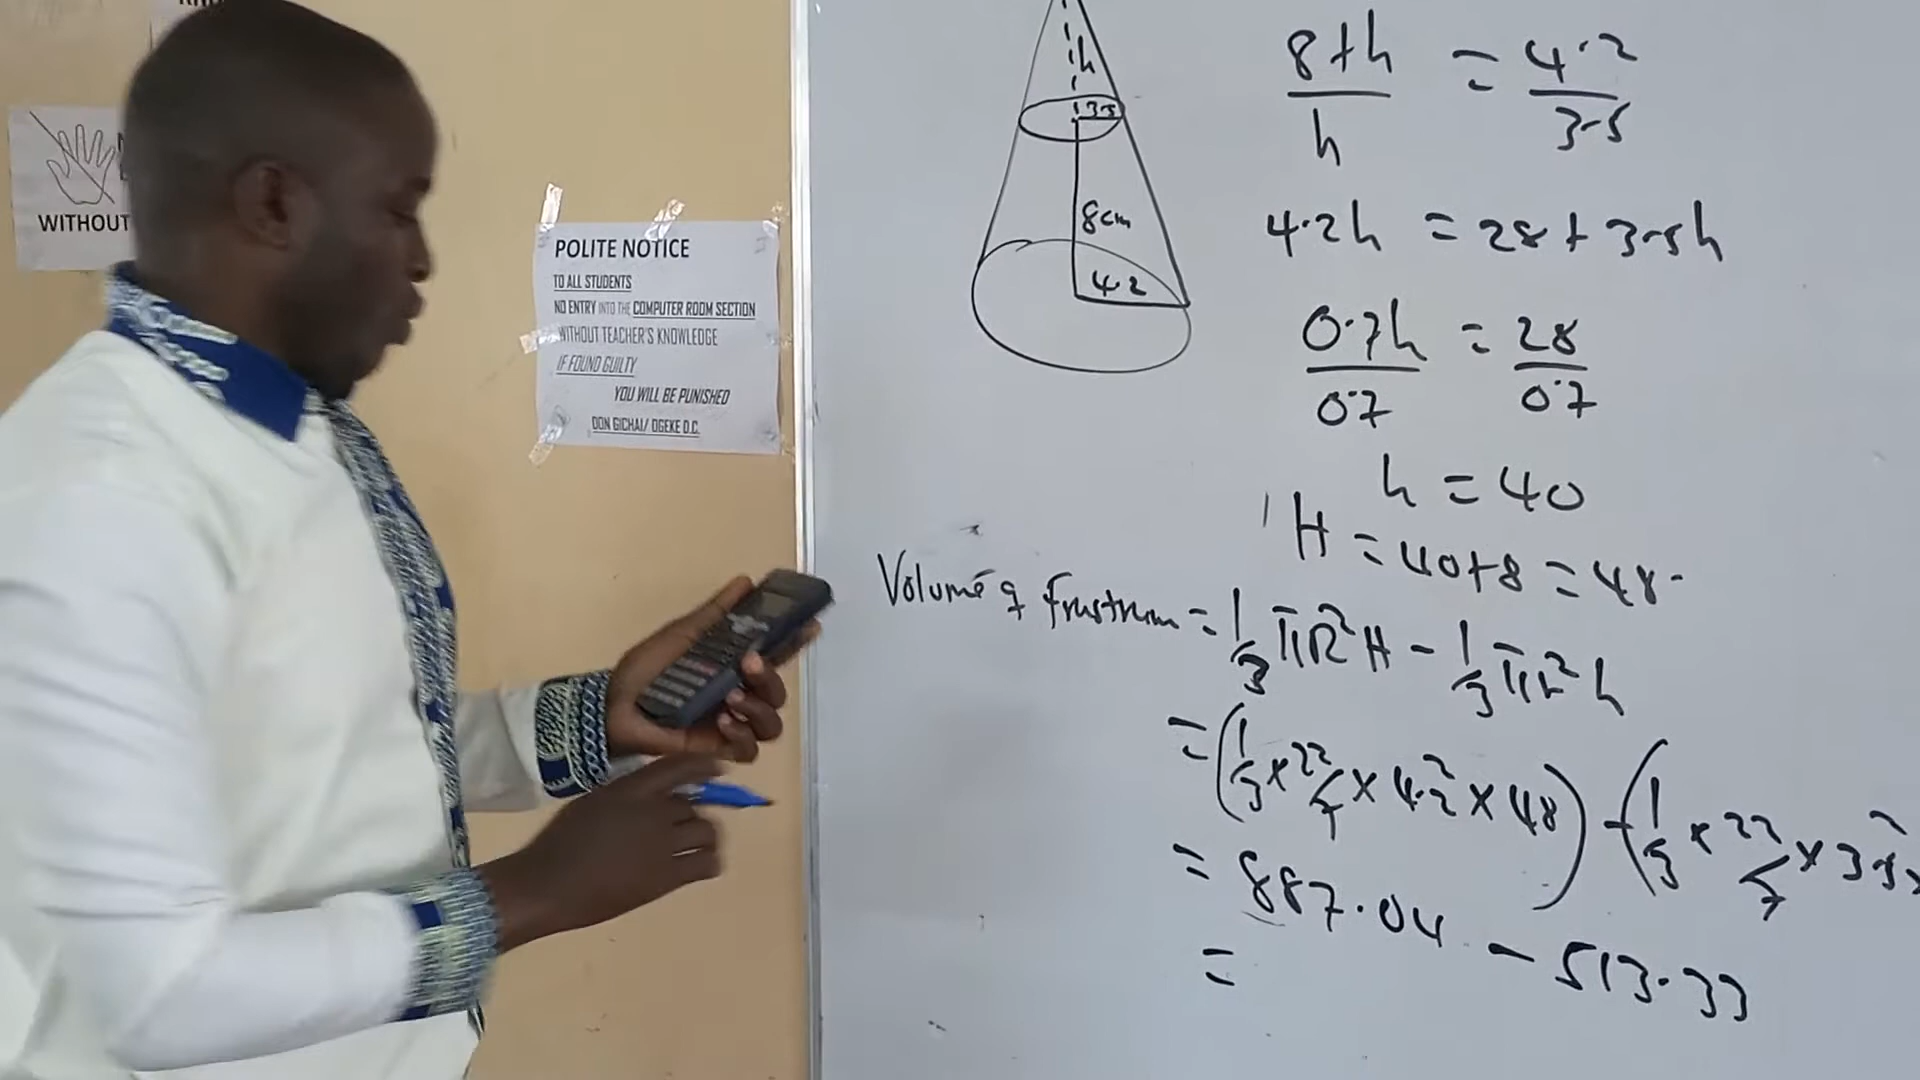 WITHOUT
POLITE NOTICE
TO ALL STUDENTS
NO ENTRY INTO THE COMPUTER ROOM SECTION
WITHOUT TEACHER'S KNOWLEDGE
IF FOUND GUILTY
YOU WILL BE PUNISHED
DON GICHAI/ OGEKE D.C.
h
3.5
8cm
4.2
8+h/h = 4.2/3.5
4.2h = 28+3.5h
0.7h/0.7 = 28/0.7
h = 40
H = 40+8 = 48
Volume of frustrum = 1/3 πR²H - 1/3 πr²h
= (1/3 × 22/7 × 4.2² × 48) - (1/3 × 22/7 × 3.5² ×
= 887.04 - 513.33
=